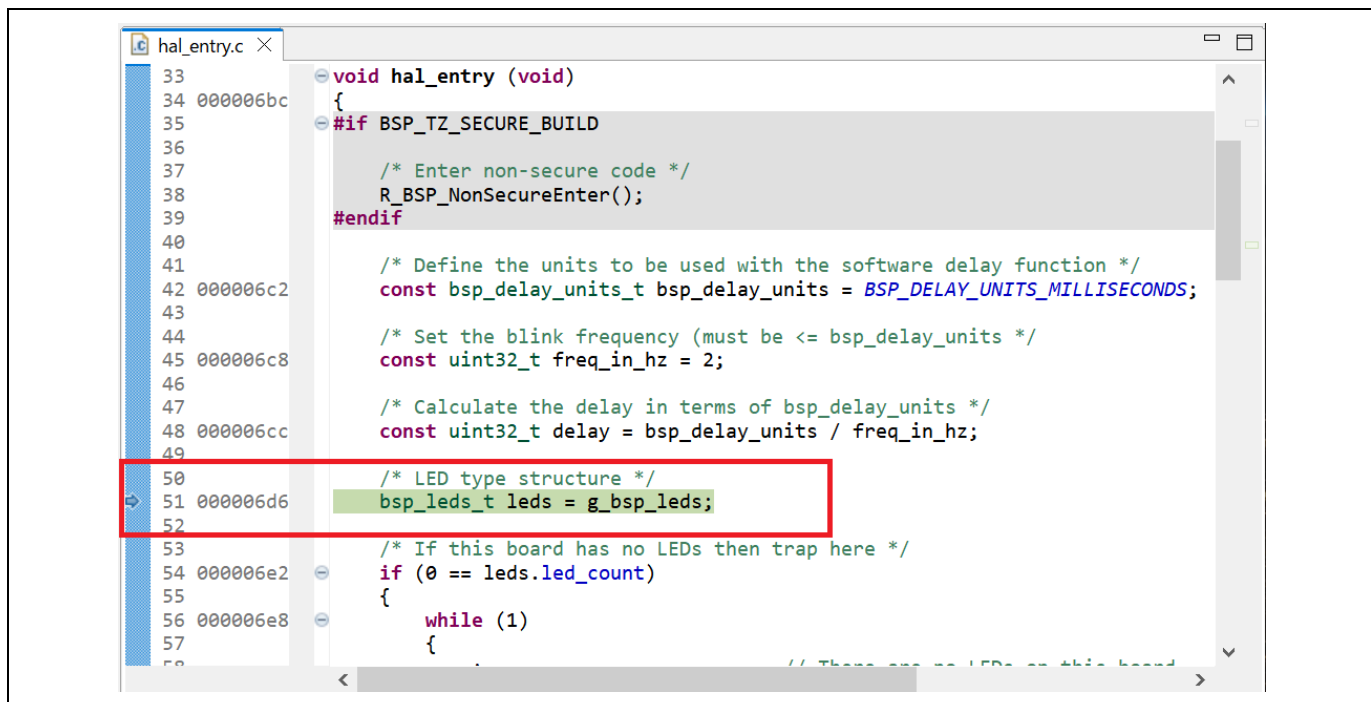 hal_entry.c
33 void hal_entry (void)
34 000006bc {
35 #if BSP_TZ_SECURE_BUILD
36
37 /* Enter non-secure code */
38 R_BSP_NonSecureEnter();
39 #endif
40
41 /* Define the units to be used with the software delay function */
42 000006c2 const bsp_delay_units_t bsp_delay_units = BSP_DELAY_UNITS_MILLISECONDS;
43
44 /* Set the blink frequency (must be <= bsp_delay_units */
45 000006c8 const uint32_t freq_in_hz = 2;
46
47 /* Calculate the delay in terms of bsp_delay_units */
48 000006cc const uint32_t delay = bsp_delay_units / freq_in_hz;
49
50 /* LED type structure */
51 000006d6 bsp_leds_t leds = g_bsp_leds;
52
53 /* If this board has no LEDs then trap here */
54 000006e2 if (0 == leds.led_count)
55 {
56 000006e8 while (1)
57 {